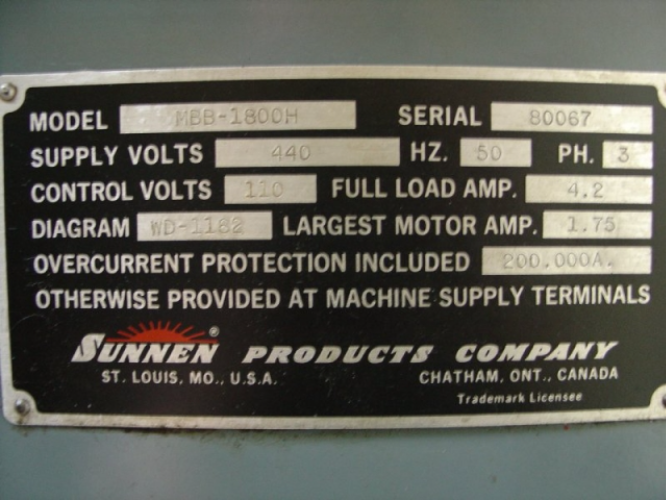 MODEL MBB-1800H SERIAL 80067
SUPPLY VOLTS 440 HZ. 50 PH. 3
CONTROL VOLTS 110 FULL LOAD AMP. 4.2
DIAGRAM WD-1182 LARGEST MOTOR AMP. 1.75
OVERCURRENT PROTECTION INCLUDED 200.000A.
OTHERWISE PROVIDED AT MACHINE SUPPLY TERMINALS
SUNNEN® PRODUCTS COMPANY
ST. LOUIS, MO., U.S.A. CHATHAM, ONT., CANADA
Trademark Licensee